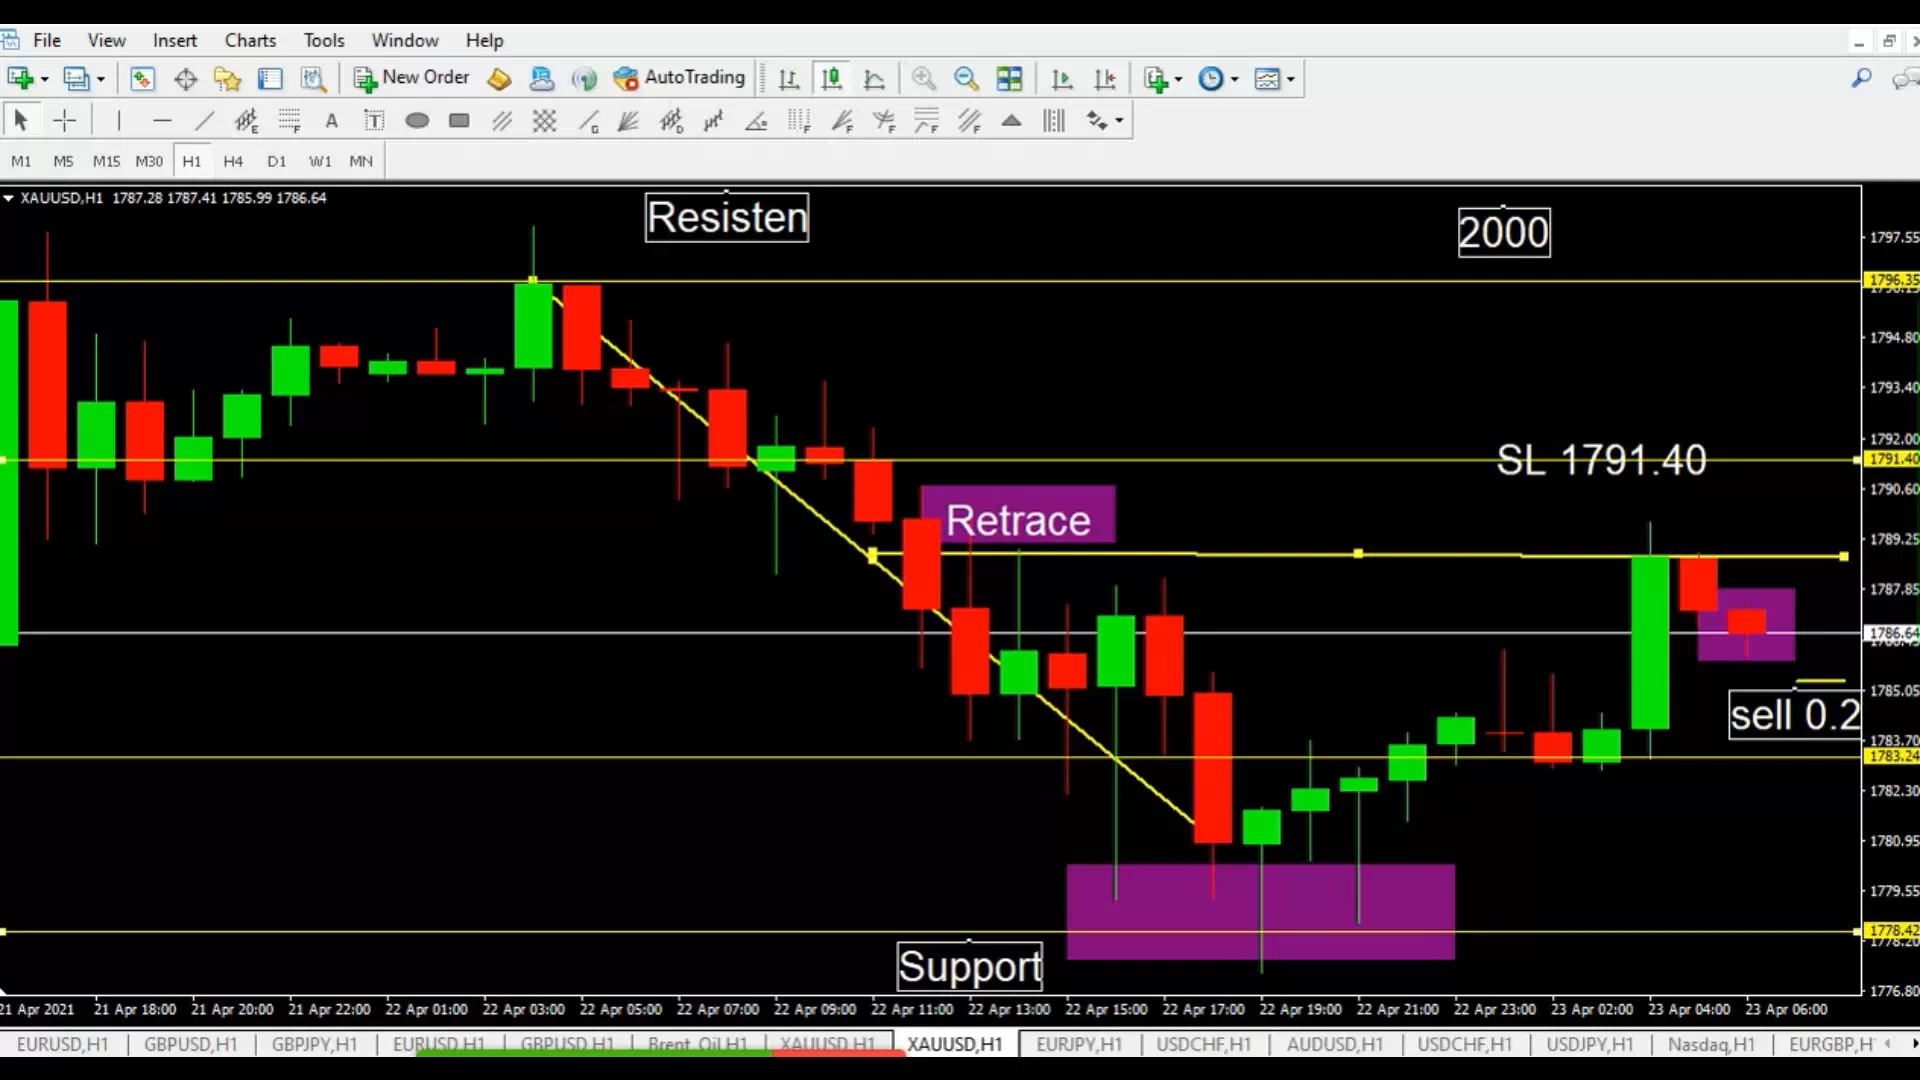 File View Insert Charts Tools Window Help
New Order AutoTrading
M1 M5 M15 M30 H1 H4 D1 W1 MN
XAUUSD,H1 1787.28 1787.41 1785.99 1786.64
Resisten
2000
1797.55
1796.35
1794.80
1793.40
1792.00
SL 1791.40
1791.40
1790.60
Retrace
1789.25
1787.85
1786.64
1785.05
sell 0.2
1783.70
1783.24
1782.30
1780.95
1779.55
1778.42
1778.20
Support
1776.80
21 Apr 2021 21 Apr 18:00 21 Apr 20:00 21 Apr 22:00 22 Apr 01:00 22 Apr 03:00 22 Apr 05:00 22 Apr 07:00 22 Apr 09:00 22 Apr 11:00 22 Apr 13:00 22 Apr 15:00 22 Apr 17:00 22 Apr 19:00 22 Apr 21:00 22 Apr 23:00 23 Apr 02:00 23 Apr 04:00 23 Apr 06:00
EURUSD,H1 GBPUSD,H1 GBPJPY,H1 EURUSD,H1 GBPUSD,H1 Brent_Oil,H1 XAUUSD,H1 XAUUSD,H1 EURJPY,H1 USDCHF,H1 AUDUSD,H1 USDCHF,H1 USDJPY,H1 Nasdaq,H1 EURGBP,H